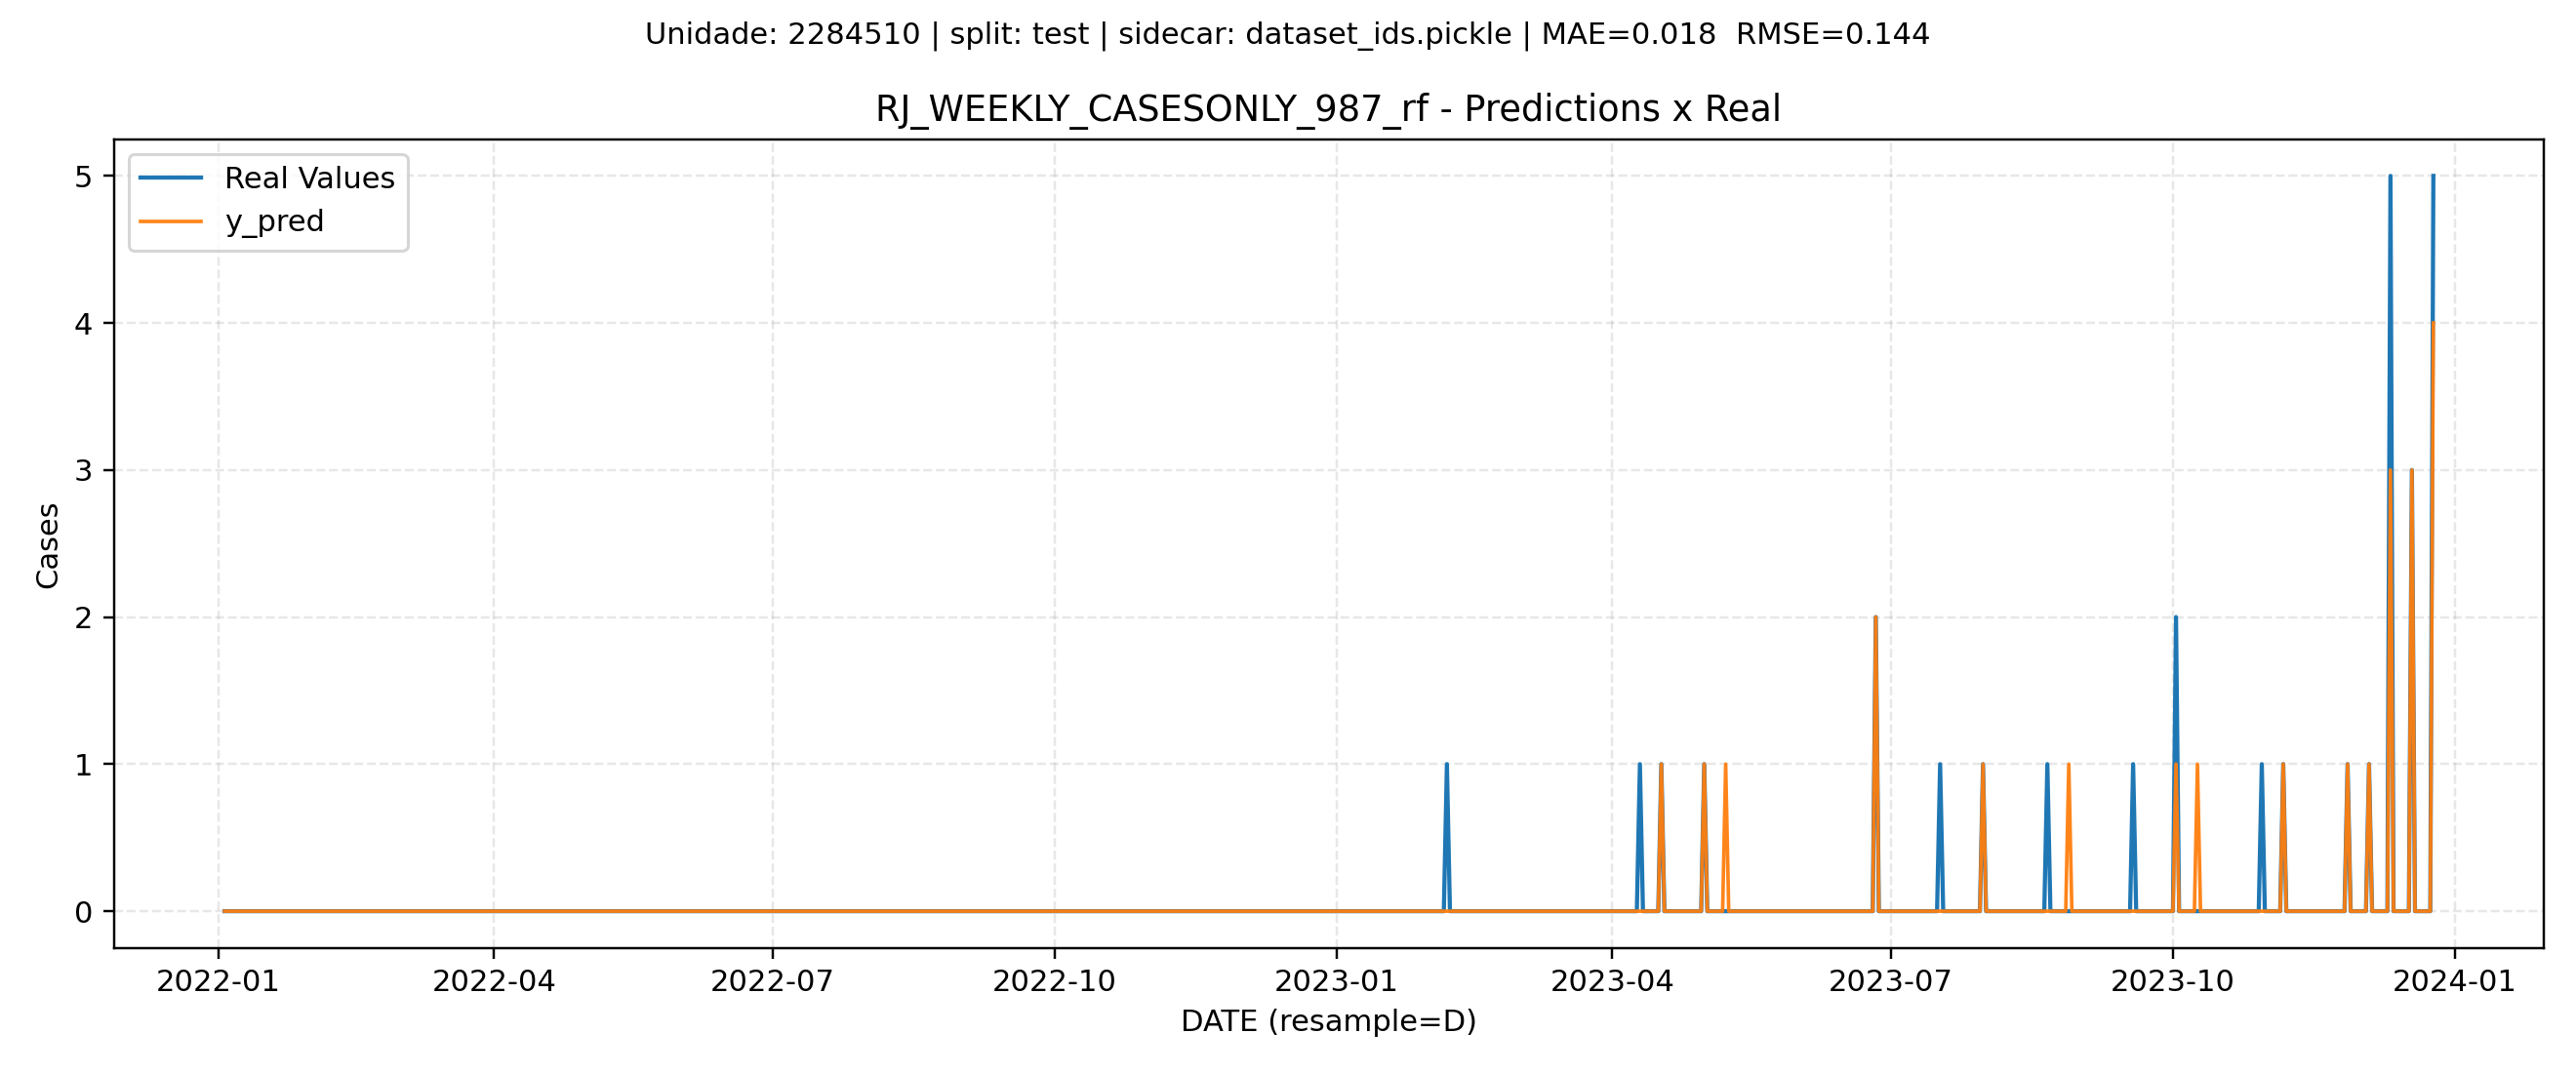 Unidade: 2284510 | split: test | sidecar: dataset_ids.pickle | MAE=0.018  RMSE=0.144
RJ_WEEKLY_CASESONLY_987_rf - Predictions x Real
Real Values
y_pred
5
4
3
2
1
0
Cases
2022-01 2022-04 2022-07 2022-10 2023-01 2023-04 2023-07 2023-10 2024-01
DATE (resample=D)